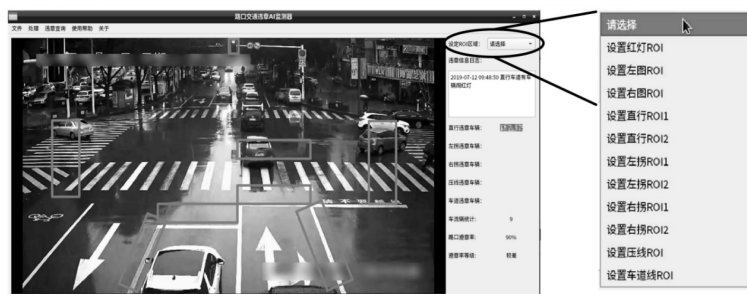 路口交通违章AI监测器
文件 处理 违章查询 使用帮助 关于
设定ROI区域： 请选择
违章信息日志：
2019-07-12 09:48:50 直行车道有车
辆闯红灯
直行违章车辆：
左拐违章车辆：
右拐违章车辆：
压线违章车辆：
车道违章车辆：
车流辆统计： 9
路口违章率： 90%
违章率等级： 较差
请选择
设置红灯ROI
设置左图ROI
设置右图ROI
设置直行ROI1
设置直行ROI2
设置左拐ROI1
设置左拐ROI2
设置右拐ROI1
设置右拐ROI2
设置压线ROI
设置车道线ROI